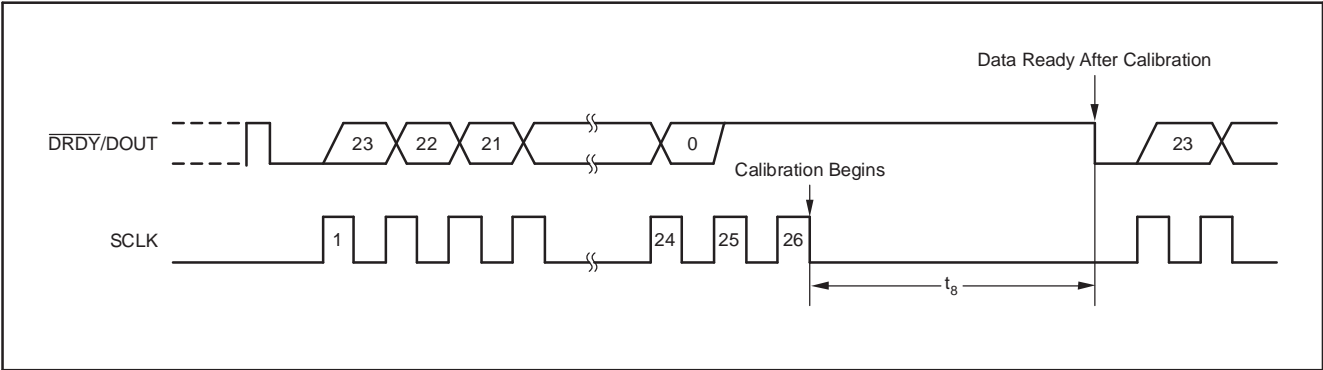 Data Ready After Calibration
DRDY/DOUT
23 22 21 0 23
Calibration Begins
SCLK
1 24 25 26
t8